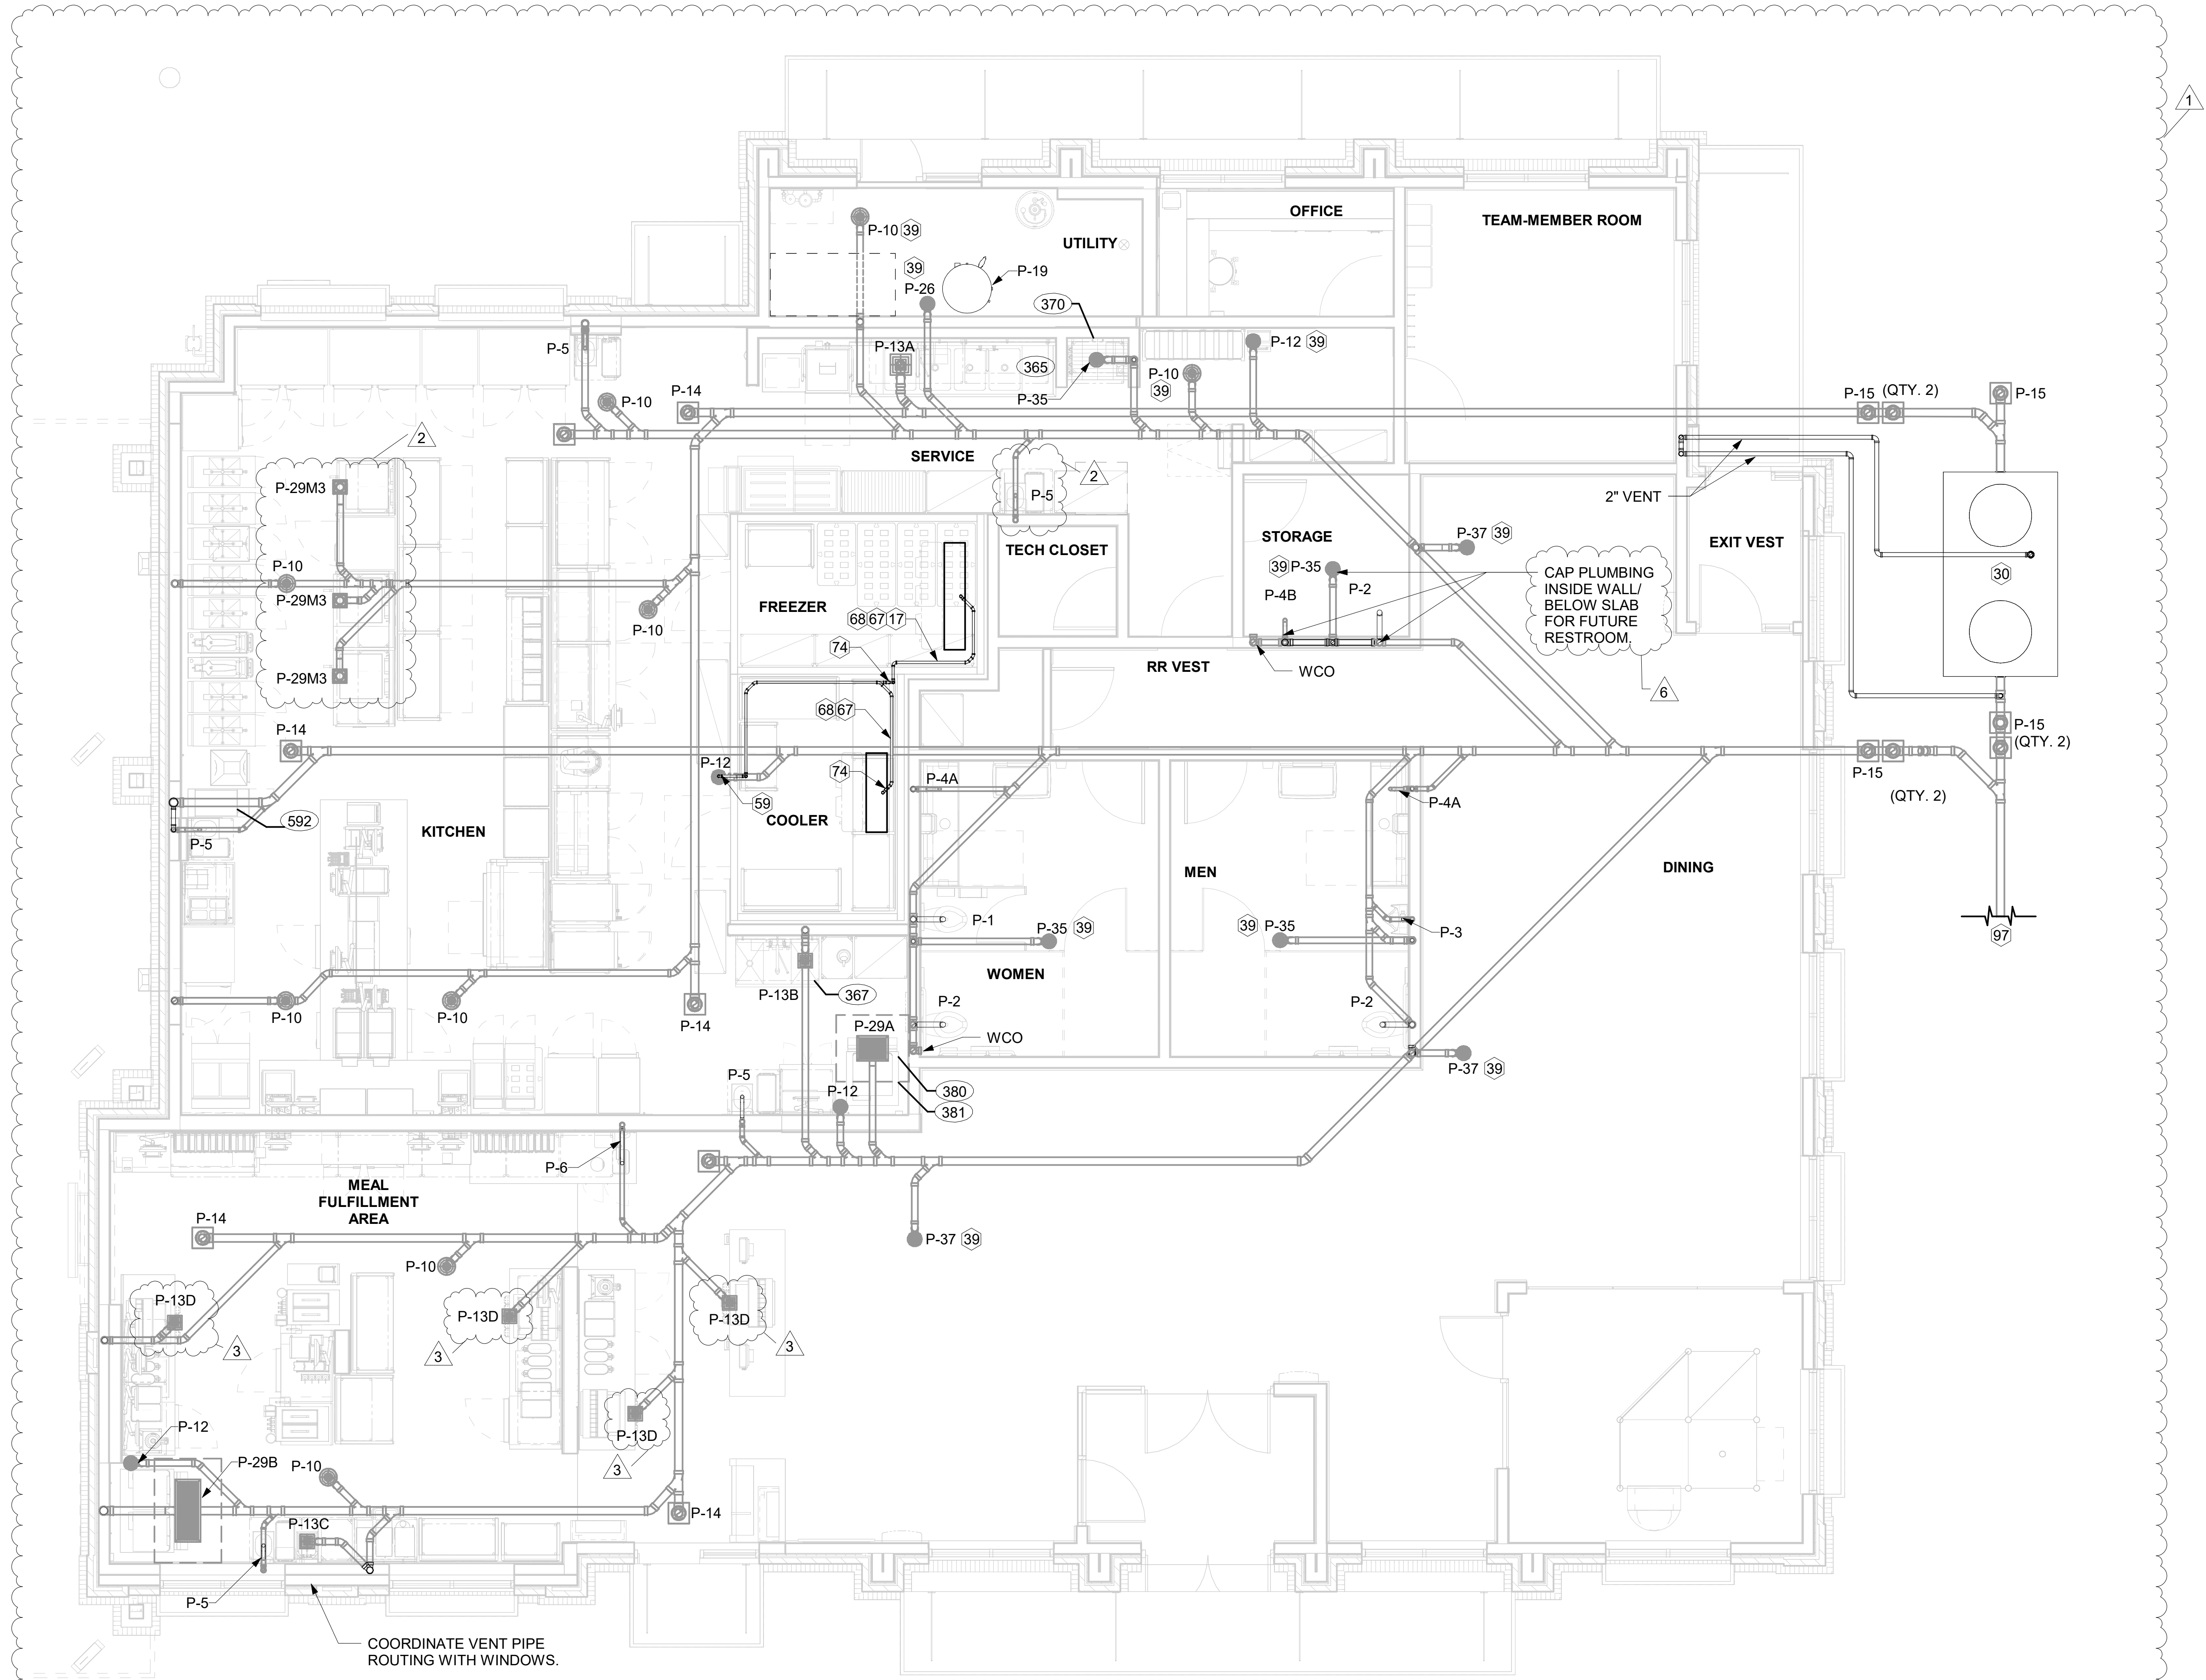 1
OFFICE
TEAM-MEMBER ROOM
P-10 39
UTILITY
39
P-19
P-26
370
P-5
P-13A
365
P-12 39
P-14
P-10
P-35
P-10
39
P-15 (QTY. 2)
P-15
2
SERVICE
2
P-29M3
P-5
2" VENT
STORAGE
P-37 39
EXIT VEST
TECH CLOSET
P-10
39 P-35
CAP PLUMBING
INSIDE WALL/
BELOW SLAB
FOR FUTURE
RESTROOM.
30
P-2
P-4B
P-29M3
FREEZER
68 67 17
P-10
74
RR VEST
WCO
P-29M3
6
68 67
P-14
P-15
(QTY. 2)
P-12
74
P-4A
P-15
(QTY. 2)
59
P-4A
592
COOLER
KITCHEN
P-5
MEN
DINING
P-1
P-35 39
39 P-35
P-3
97
WOMEN
P-13B
367
P-10
P-10
P-14
P-2
P-2
P-29A
WCO
P-5
P-37 39
380
P-12
381
P-6
MEAL
FULFILLMENT
AREA
P-14
P-37 39
P-10
P-13D
P-13D
P-13D
3
3
3
P-12
P-13D
P-29B
P-10
3
P-14
P-13C
P-5
COORDINATE VENT PIPE
ROUTING WITH WINDOWS.